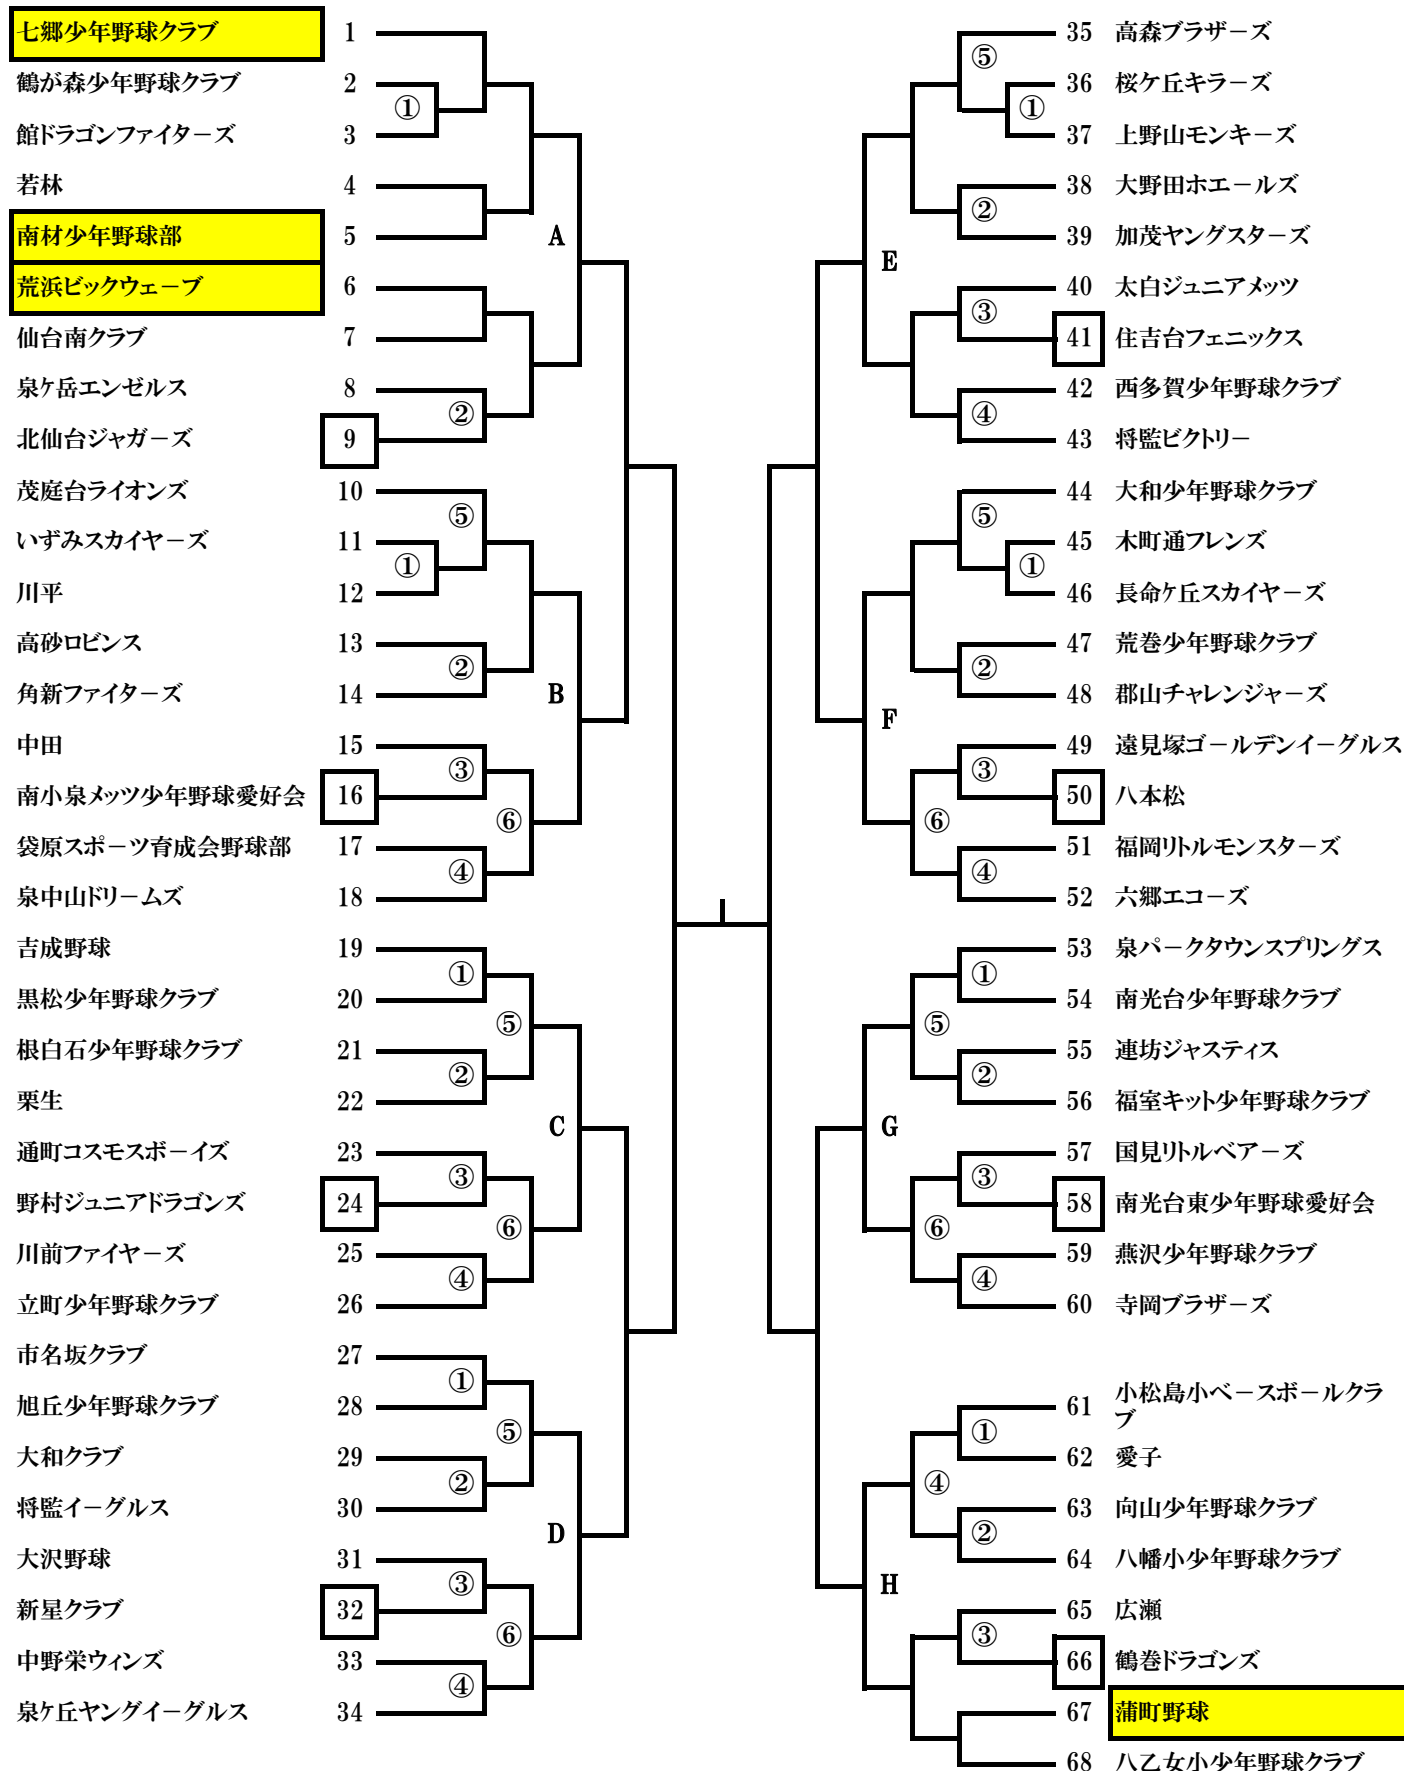 七郷少年野球クラブ 1
鶴が森少年野球クラブ 2
①
館ドラゴンファイターズ 3
若林 4
南材少年野球部 5
A
荒浜ビックウェーブ 6
仙台南クラブ 7
泉ケ岳エンゼルス 8
②
北仙台ジャガーズ 9
茂庭台ライオンズ 10
⑤
いずみスカイヤーズ 11
①
川平 12
高砂ロビンス 13
②
角新ファイターズ 14
B
中田 15
③
南小泉メッツ少年野球愛好会 16
⑥
袋原スポーツ育成会野球部 17
④
泉中山ドリームズ 18
吉成野球 19
①
黒松少年野球クラブ 20
⑤
根白石少年野球クラブ 21
②
栗生 22
C
通町コスモスボーイズ 23
③
野村ジュニアドラゴンズ 24
⑥
川前ファイヤーズ 25
④
立町少年野球クラブ 26
市名坂クラブ 27
①
旭丘少年野球クラブ 28
⑤
大和クラブ 29
②
将監イーグルス 30
D
大沢野球 31
③
新星クラブ 32
⑥
中野栄ウィンズ 33
④
泉ケ丘ヤングイーグルス 34
35 高森ブラザーズ
⑤
36 桜ケ丘キラーズ
①
37 上野山モンキーズ
38 大野田ホエールズ
②
39 加茂ヤングスターズ
E
40 太白ジュニアメッツ
③
41 住吉台フェニックス
42 西多賀少年野球クラブ
④
43 将監ビクトリー
44 大和少年野球クラブ
⑤
45 木町通フレンズ
①
46 長命ケ丘スカイヤーズ
47 荒巻少年野球クラブ
②
48 郡山チャレンジャーズ
F
49 遠見塚ゴールデンイーグルス
③
50 八本松
⑥
51 福岡リトルモンスターズ
④
52 六郷エコーズ
53 泉パークタウンスプリングス
①
54 南光台少年野球クラブ
⑤
55 連坊ジャスティス
②
56 福室キット少年野球クラブ
G
57 国見リトルベアーズ
③
58 南光台東少年野球愛好会
⑥
59 燕沢少年野球クラブ
④
60 寺岡ブラザーズ
61 小松島小ベースボールクラ
ブ
①
62 愛子
④
63 向山少年野球クラブ
②
64 八幡小少年野球クラブ
H
65 広瀬
③
66 鶴巻ドラゴンズ
67 蒲町野球
68 八乙女小少年野球クラブ